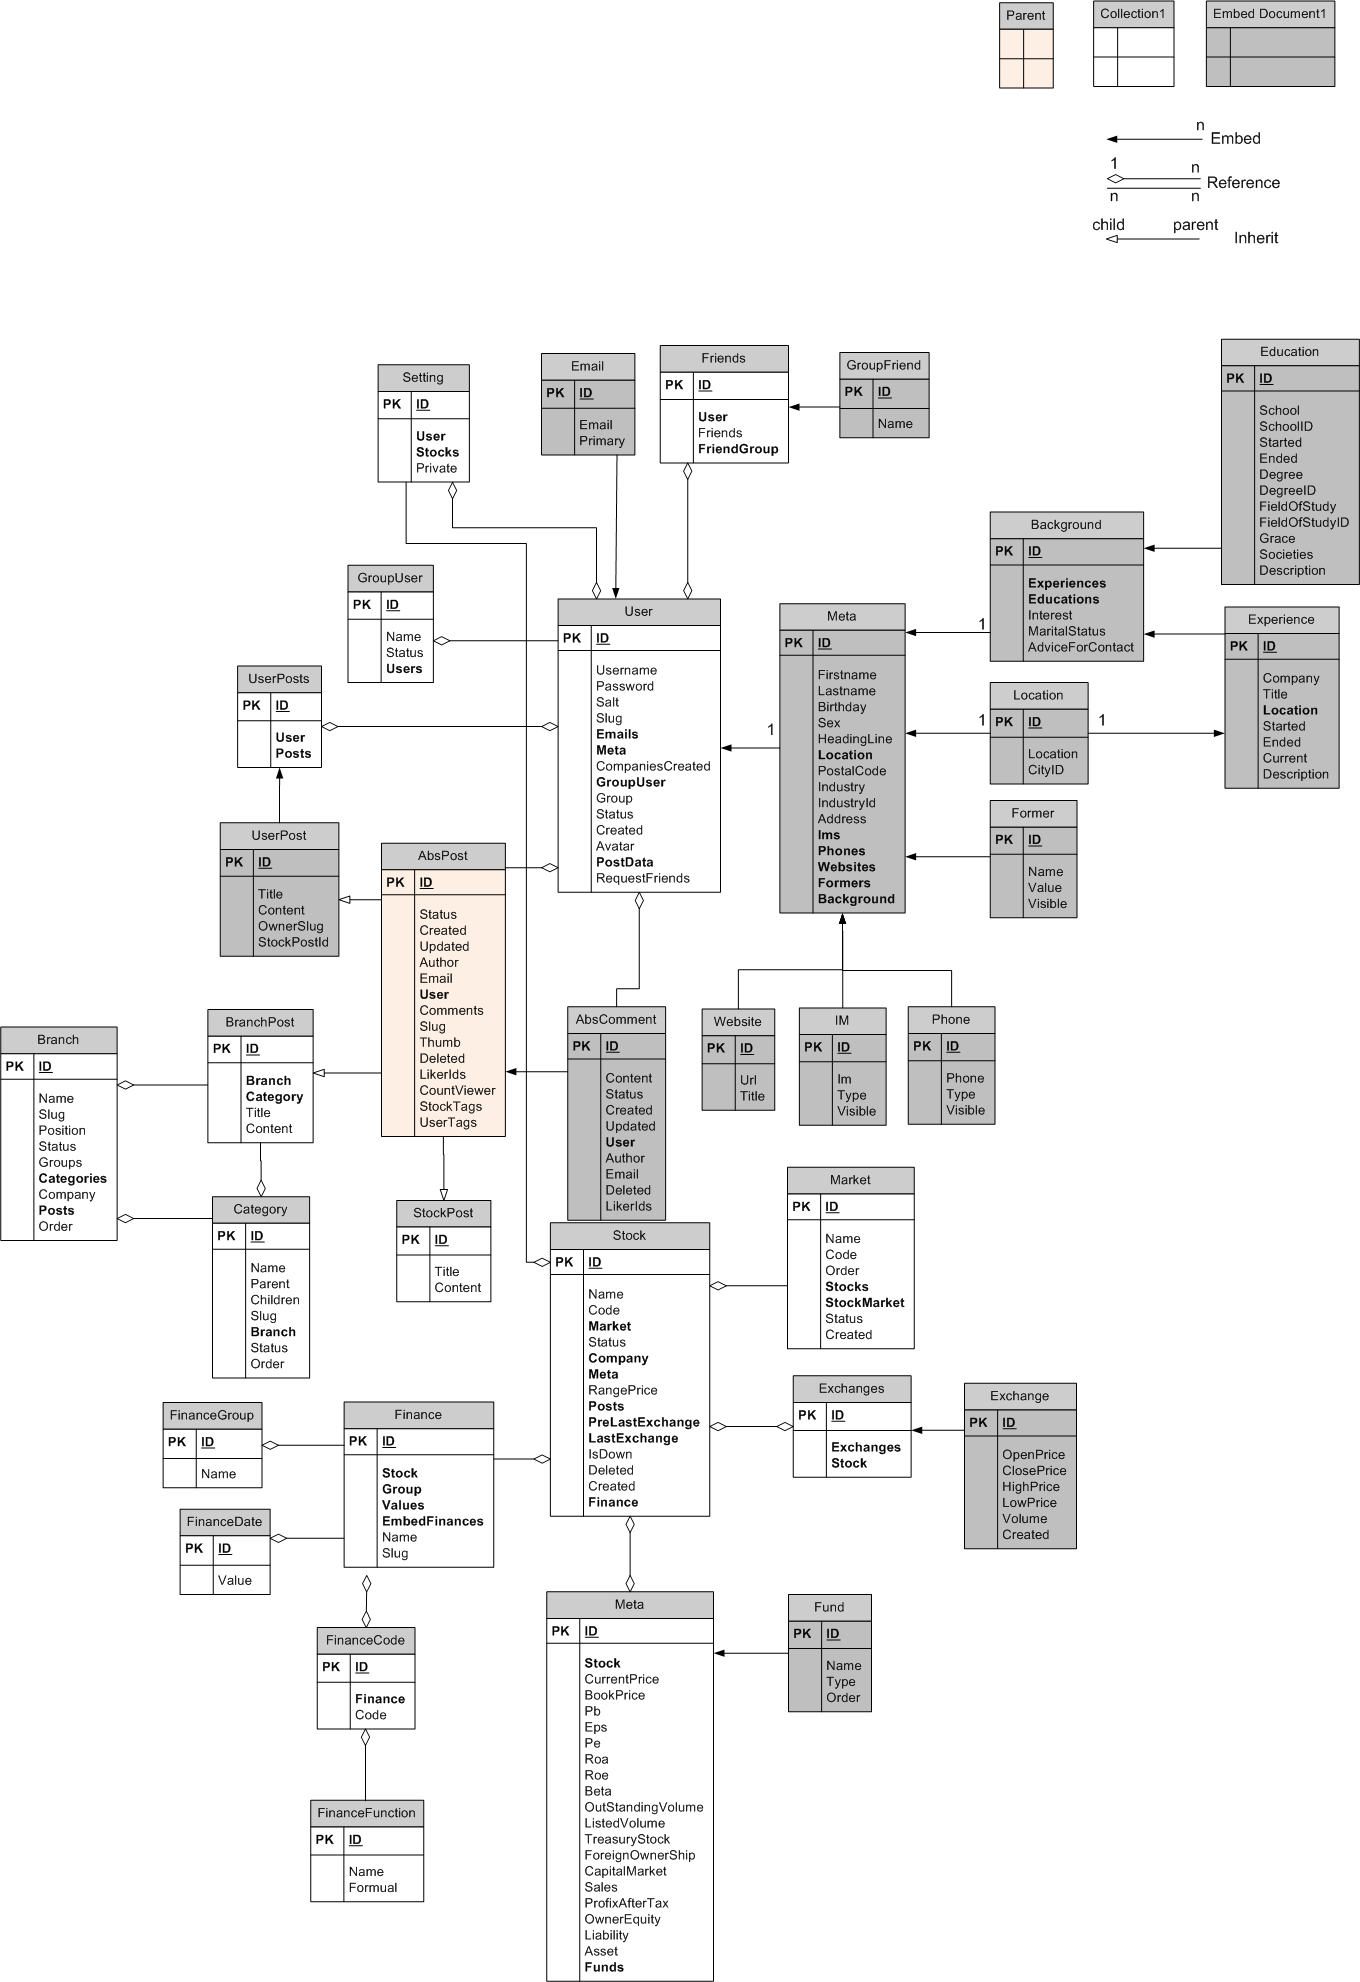 Parent
Collection1
Embed Document1
n
Embed
1
n
Reference
n
n
child
parent
Inherit
Setting
PK ID
User
Stocks
Private
Email
PK ID
Email
Primary
Friends
PK ID
User
Friends
FriendGroup
GroupFriend
PK ID
Name
Education
PK ID
School
SchoolID
Started
Ended
Degree
DegreeID
FieldOfStudy
FieldOfStudyID
Grace
Societies
Description
Background
PK ID
Experiences
Educations
Interest
MaritalStatus
AdviceForContact
GroupUser
PK ID
Name
Status
Users
User
PK ID
Username
Password
Salt
Slug
Emails
Meta
CompaniesCreated
GroupUser
Group
Status
Created
Avatar
PostData
RequestFriends
1
Meta
PK ID
Firstname
Lastname
Birthday
Sex
HeadingLine
Location
PostalCode
Industry
IndustryId
Address
Ims
Phones
Websites
Formers
Background
1
1
Location
PK ID
Location
CityID
1
Experience
PK ID
Company
Title
Location
Started
Ended
Current
Description
UserPosts
PK ID
User
Posts
Former
PK ID
Name
Value
Visible
UserPost
PK ID
Title
Content
OwnerSlug
StockPostId
AbsPost
PK ID
Status
Created
Updated
Author
Email
User
Comments
Slug
Thumb
Deleted
LikerIds
CountViewer
StockTags
UserTags
Branch
PK ID
Name
Slug
Position
Status
Groups
Categories
Company
Posts
Order
BranchPost
PK ID
Branch
Category
Title
Content
AbsComment
PK ID
Content
Status
Created
Updated
User
Author
Email
Deleted
LikerIds
Website
PK ID
Url
Title
IM
PK ID
Im
Type
Visible
Phone
PK ID
Phone
Type
Visible
Category
PK ID
Name
Parent
Children
Slug
Branch
Status
Order
StockPost
PK ID
Title
Content
Stock
PK ID
Name
Code
Market
Status
Company
Meta
RangePrice
Posts
PreLastExchange
LastExchange
IsDown
Deleted
Created
Finance
Market
PK ID
Name
Code
Order
Stocks
StockMarket
Status
Created
Exchanges
PK ID
Exchanges
Stock
Exchange
PK ID
OpenPrice
ClosePrice
HighPrice
LowPrice
Volume
Created
FinanceGroup
PK ID
Name
Finance
PK ID
Stock
Group
Values
EmbedFinances
Name
Slug
FinanceDate
PK ID
Value
FinanceCode
PK ID
Finance
Code
FinanceFunction
PK ID
Name
Formual
Meta
PK ID
Stock
CurrentPrice
BookPrice
Pb
Eps
Pe
Roa
Roe
Beta
OutStandingVolume
ListedVolume
TreasuryStock
ForeignOwnerShip
CapitalMarket
Sales
ProfixAfterTax
OwnerEquity
Liability
Asset
Funds
Fund
PK ID
Name
Type
Order